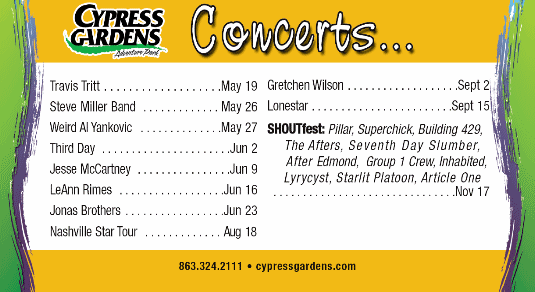 CYPRESS
GARDENS
Adventure Park
Concerts...
Travis Tritt . . . . . . . . . . . . . . . . . . .May 19
Steve Miller Band . . . . . . . . . . . . May 26
Weird Al Yankovic . . . . . . . . . . . . .May 27
Third Day . . . . . . . . . . . . . . . . . . . . .Jun 2
Jesse McCartney . . . . . . . . . . . . . . .Jun 9
LeAnn Rimes . . . . . . . . . . . . . . . . .Jun 16
Jonas Brothers . . . . . . . . . . . . . . . .Jun 23
Nashville Star Tour . . . . . . . . . . . . Aug 18
Gretchen Wilson . . . . . . . . . . . . . . . . . .Sept 2
Lonestar . . . . . . . . . . . . . . . . . . . . . . .Sept 15
SHOUTfest: Pillar, Superchick, Building 429,
The Afters, Seventh Day Slumber,
After Edmond, Group 1 Crew, Inhabited,
Lyrycyst, Starlit Platoon, Article One
. . . . . . . . . . . . . . . . . . . . . . . . . . . . . .Nov 17
863.324.2111 • cypressgardens.com